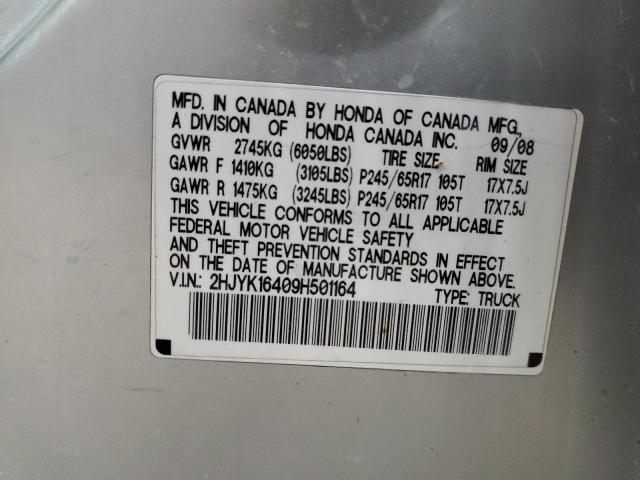 MFD. IN CANADA BY HONDA OF CANADA MFG.,
A DIVISION OF HONDA CANADA INC. 09/08
GVWR 2745KG (6050LBS) TIRE SIZE RIM SIZE
GAWR F 1410KG (3105LBS) P245/65R17 105T 17X7.5J
GAWR R 1475KG (3245LBS) P245/65R17 105T 17X7.5J
THIS VEHICLE CONFORMS TO ALL APPLICABLE
FEDERAL MOTOR VEHICLE SAFETY
AND THEFT PREVENTION STANDARDS IN EFFECT
ON THE DATE OF MANUFACTURE SHOWN ABOVE.
V.I.N.: 2HJYK16409H501164 TYPE: TRUCK